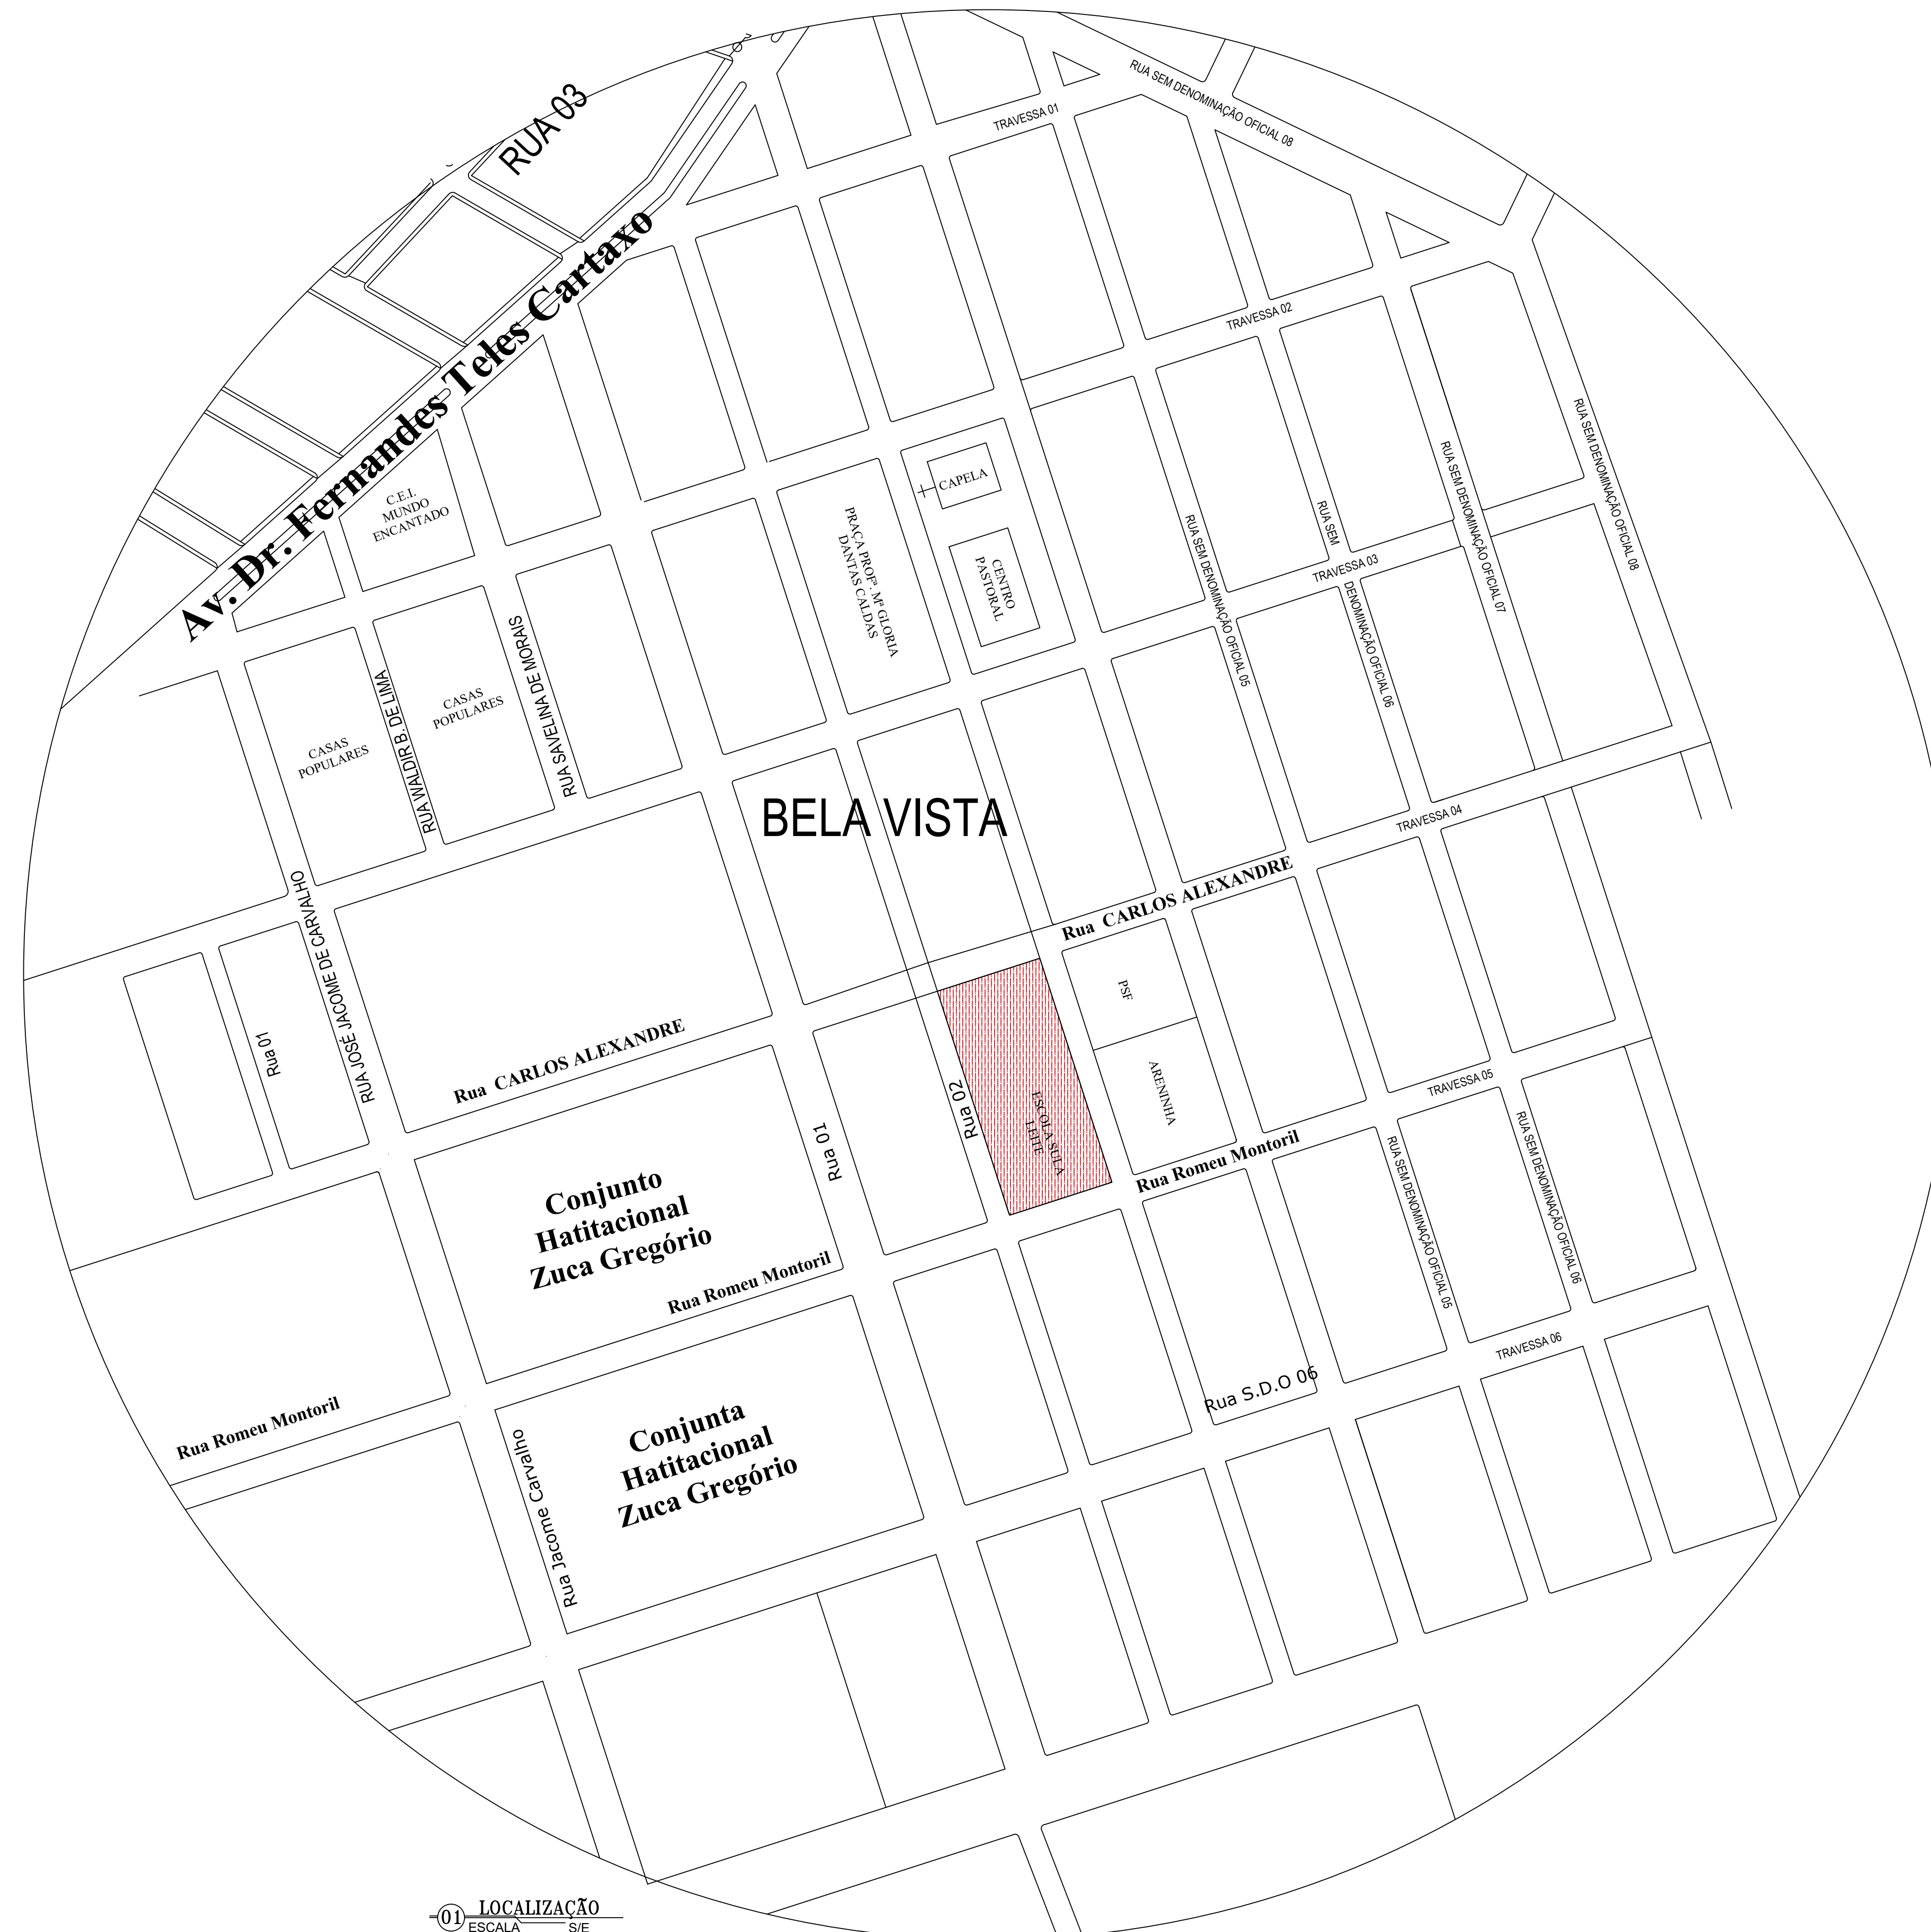 RUA 03
TRAVESSA 01
RUA SEM DENOMINAÇÃO OFICIAL 08
Av. Dr. Fernandes Teles Cartaxo
TRAVESSA 02
C.E.I.
MUNDO
ENCANTADO
CAPELA
PRAÇA PROFª. Mª GLORIA
DANTAS CALDAS
CENTRO
PASTORAL
RUA SEM DENOMINAÇÃO OFICIAL 05
RUA SEM
DENOMINAÇÃO OFICIAL 06
RUA SEM DENOMINAÇÃO OFICIAL 07
RUA SEM DENOMINAÇÃO OFICIAL 08
TRAVESSA 03
CASAS
POPULARES
RUA WALDIR B. DE LIMA
CASAS
POPULARES
RUA SAVELINA DE MORAIS
BELA VISTA
TRAVESSA 04
Rua CARLOS ALEXANDRE
RUA JOSÉ JACOME DE CARVALHO
Rua 01
Rua CARLOS ALEXANDRE
PSF
ARENINHA
Rua 02
ESCOLA SULA
LEITE
TRAVESSA 05
Rua 01
Rua Romeu Montoril
RUA SEM DENOMINAÇÃO OFICIAL 05
RUA SEM DENOMINAÇÃO OFICIAL 06
Conjunto
Hatitacional
Zuca Gregório
Rua Romeu Montoril
TRAVESSA 06
Rua S.D.O 06
Rua Romeu Montoril
Rua Jacome Carvalho
Conjunta
Hatitacional
Zuca Gregório
01 LOCALIZAÇÃO
ESCALA S/E